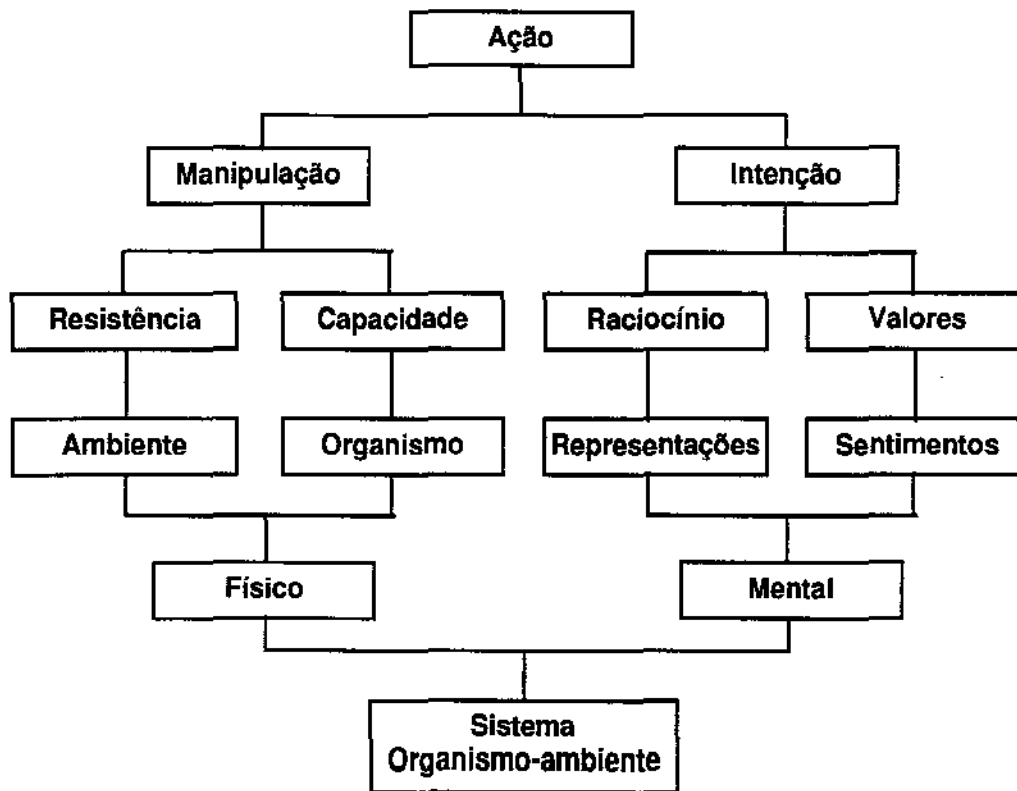 Ação
Manipulação
Intenção
Resistência
Capacidade
Raciocínio
Valores
Ambiente
Organismo
Representações
Sentimentos
Físico
Mental
Sistema
Organismo-ambiente